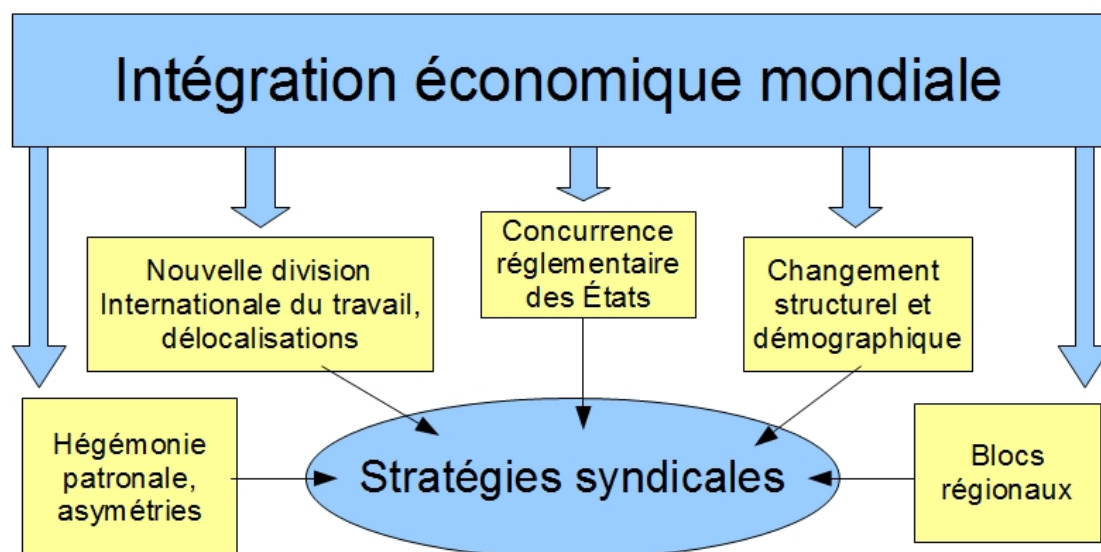 Intégration économique mondiale
Nouvelle division
Internationale du travail,
délocalisations
Concurrence
réglementaire
des États
Changement
structurel et
démographique
Hégémonie
patronale,
asymétries
Stratégies syndicales
Blocs
régionaux